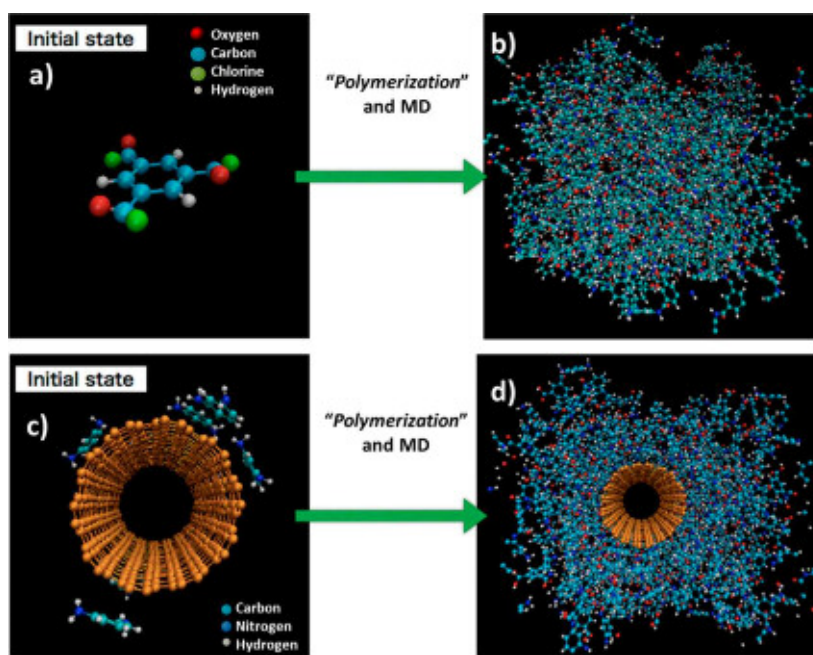 Initial state
a)
Oxygen
Carbon
Chlorine
Hydrogen
"Polymerization"
and MD
b)
Initial state
c)
Carbon
Nitrogen
Hydrogen
"Polymerization"
and MD
d)